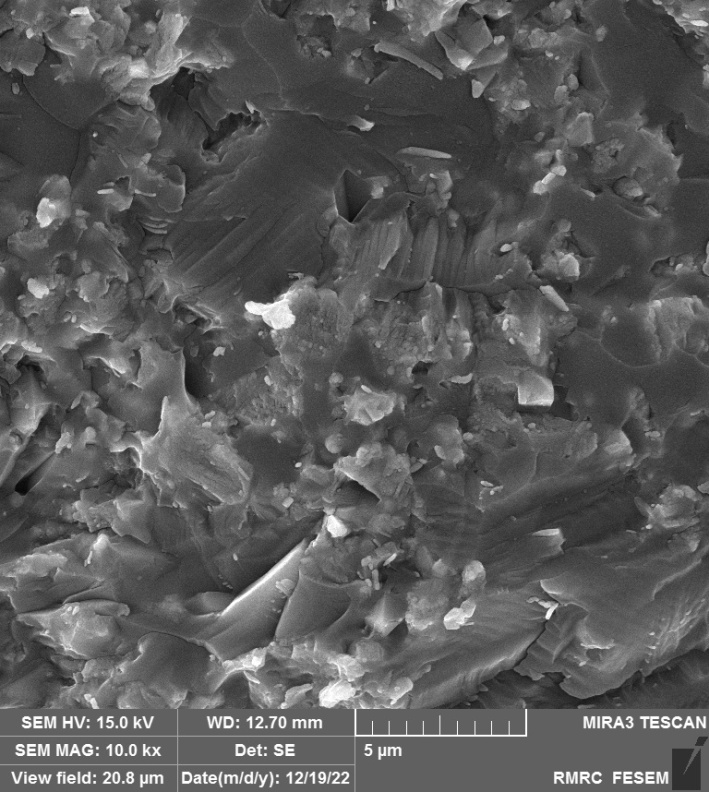 SEM HV: 15.0 kV WD: 12.70 mm MIRA3 TESCAN
SEM MAG: 10.0 kx Det: SE 5 µm
View field: 20.8 µm Date(m/d/y): 12/19/22 RMRC FESEM